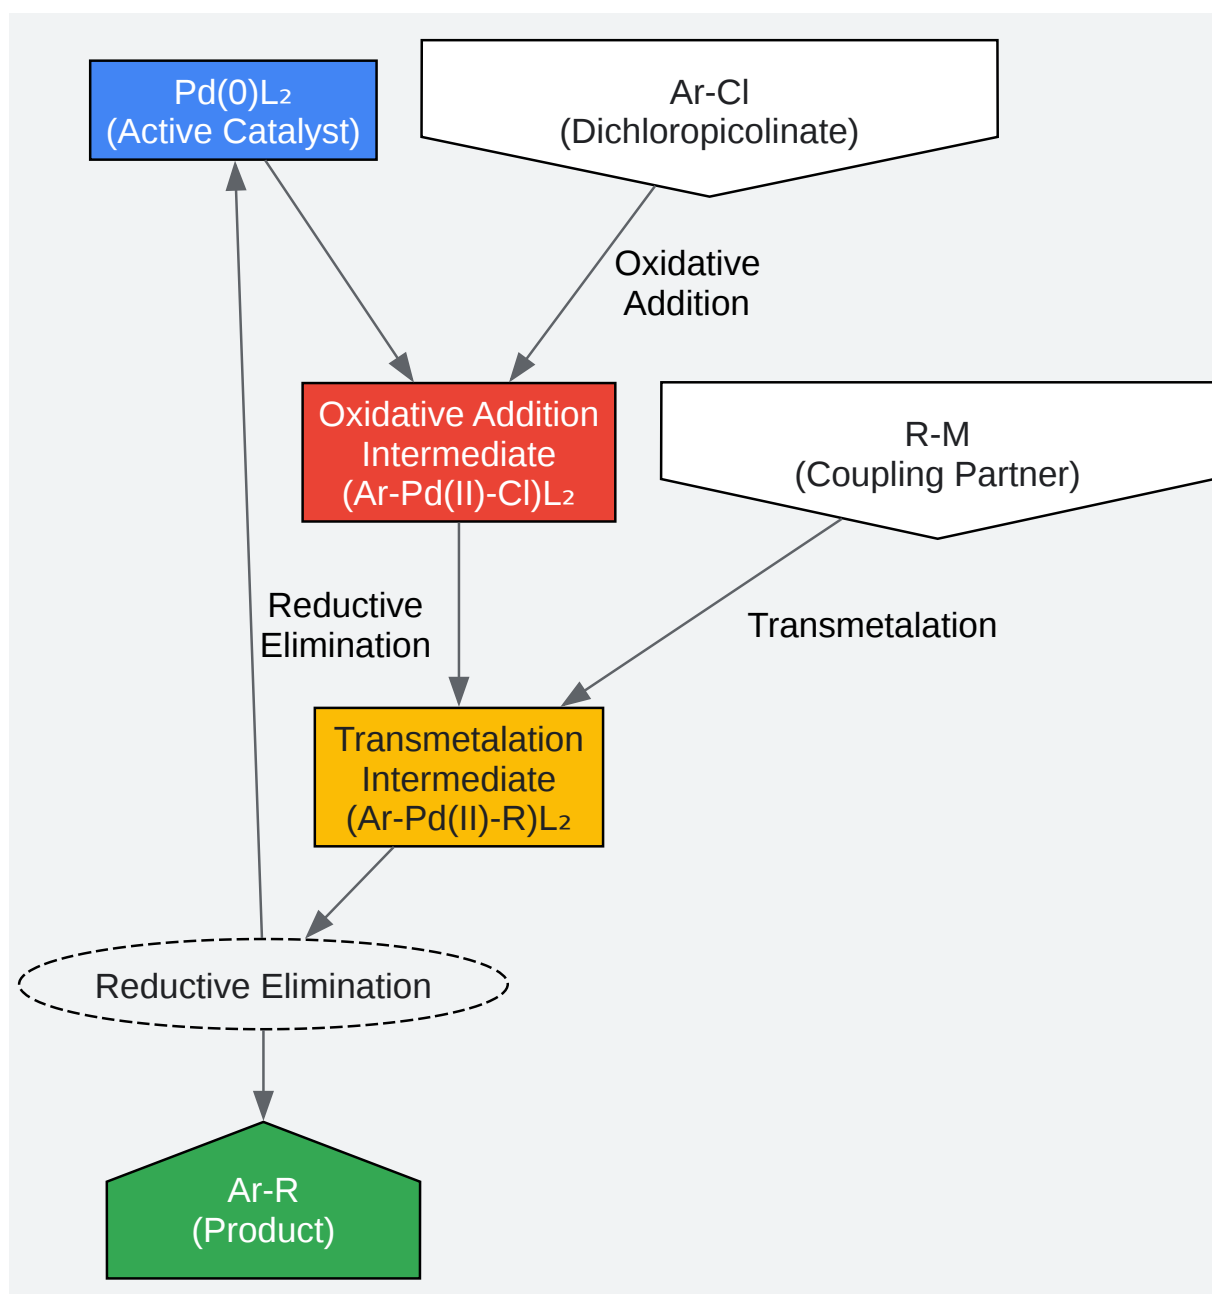 Pd(0)L₂
(Active Catalyst)
Ar-Cl
(Dichloropicolinate)
Oxidative
Addition
Oxidative Addition
Intermediate
(Ar-Pd(II)-Cl)L₂
R-M
(Coupling Partner)
Reductive
Elimination
Transmetalation
Transmetalation
Intermediate
(Ar-Pd(II)-R)L₂
Reductive Elimination
Ar-R
(Product)